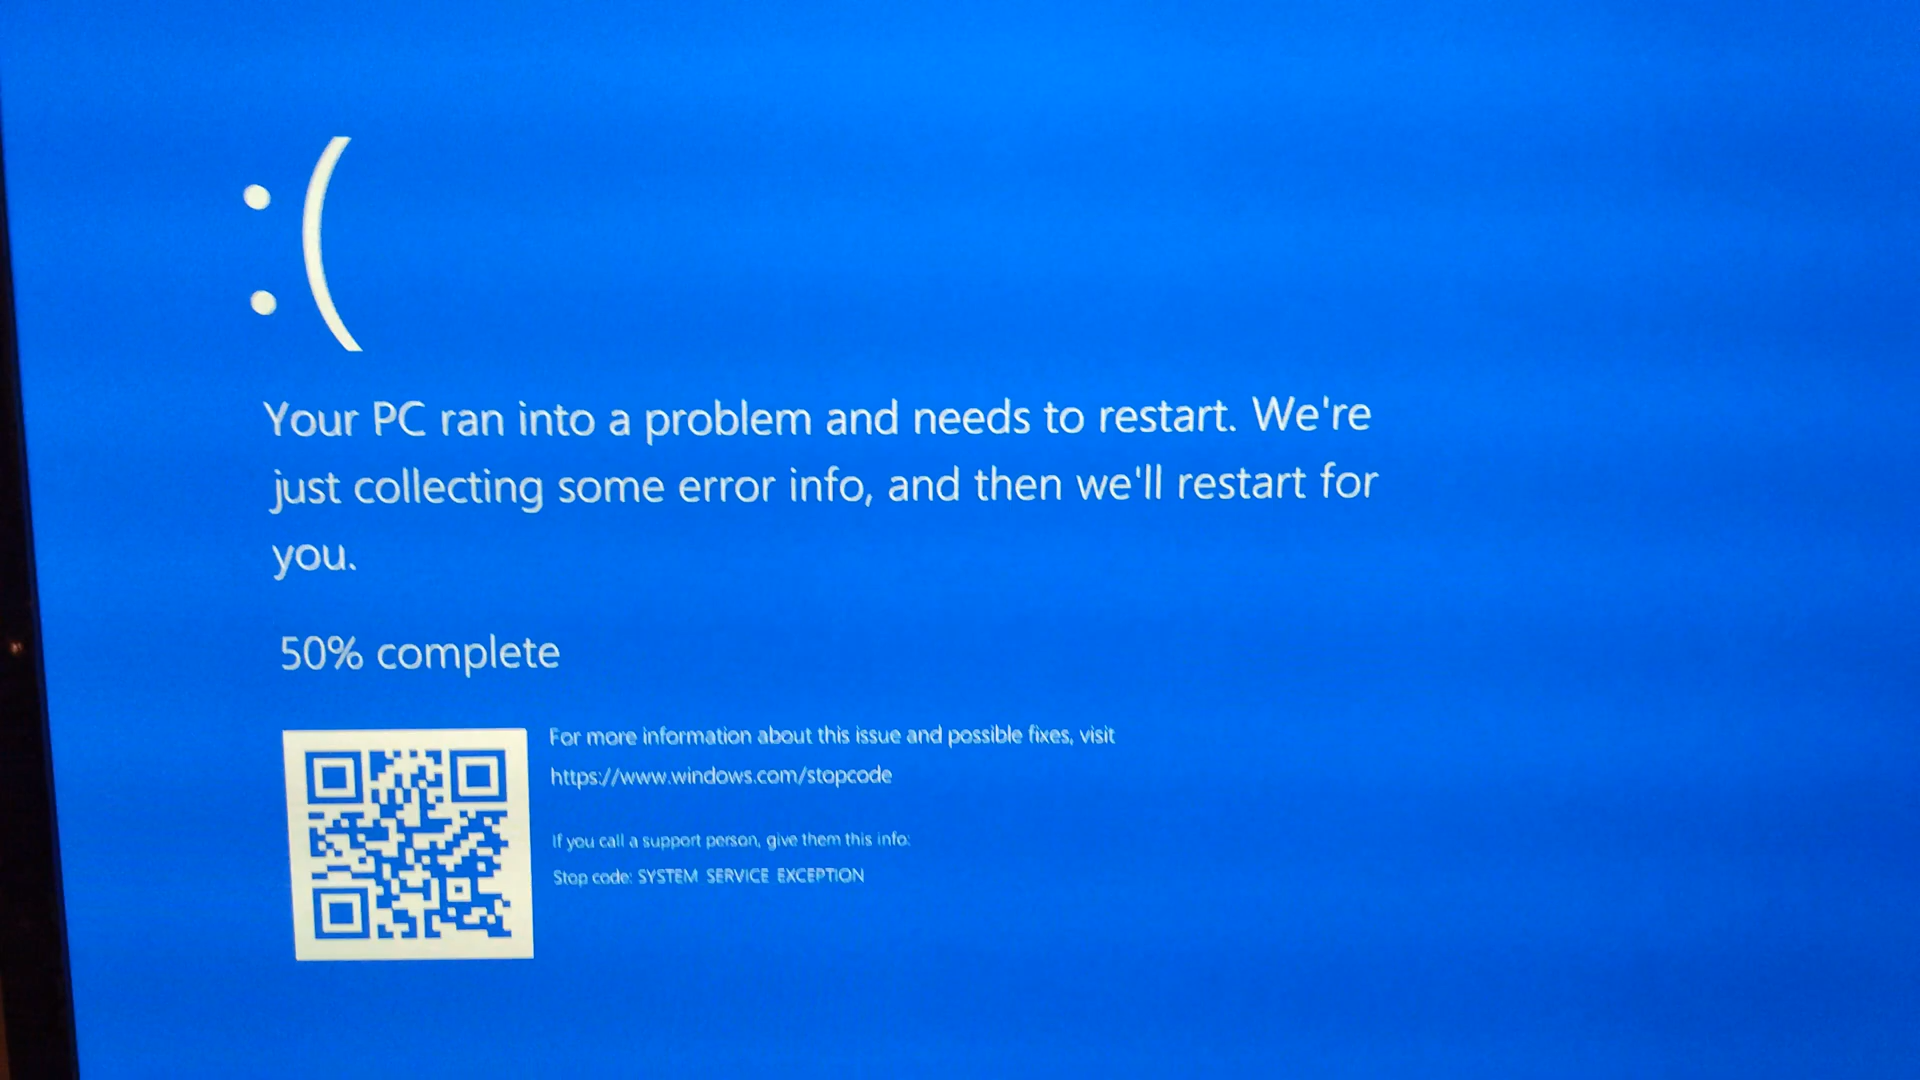 :(
Your PC ran into a problem and needs to restart. We're
just collecting some error info, and then we'll restart for
you.
50% complete
For more information about this issue and possible fixes, visit
https://www.windows.com/stopcode
If you call a support person, give them this info:
Stop code: SYSTEM SERVICE EXCEPTION